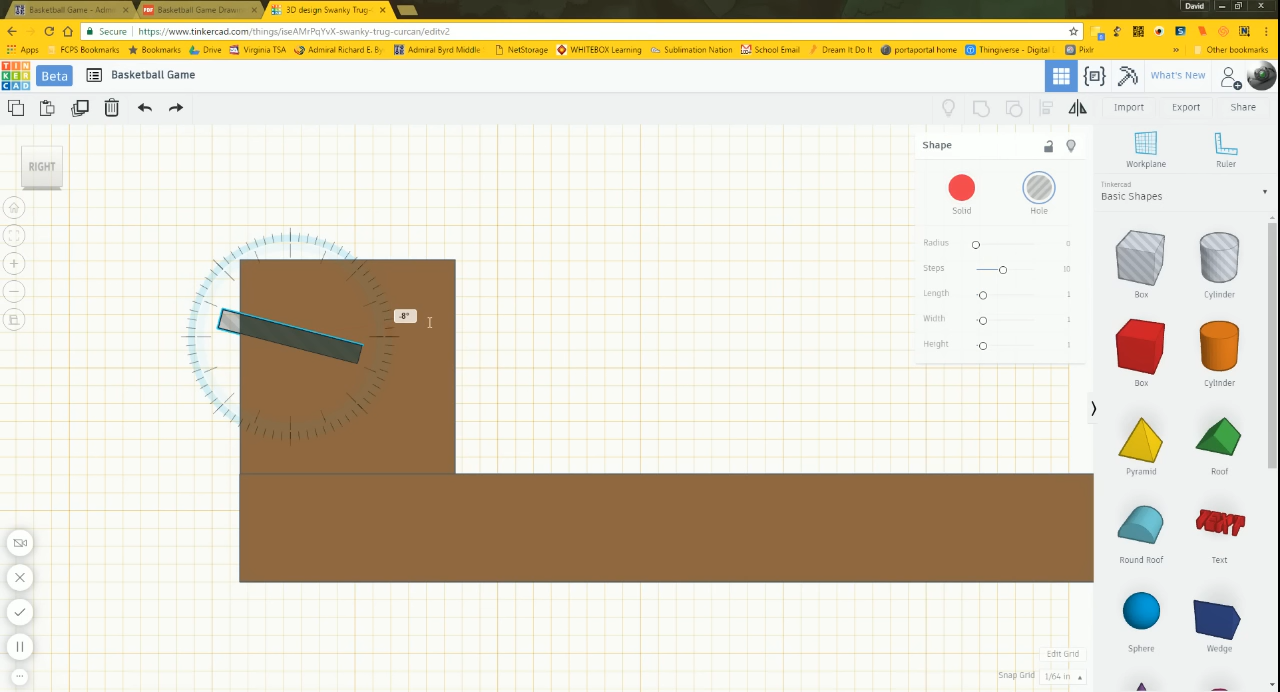 David
Basketball Game - Adm
Basketball Game Drawin
3D design Swanky Trug-
Secure
https://www.tinkercad.com/things/iseAMrPqYvX-swanky-trug-curcan/editv2
Apps
FCPS Bookmarks
Bookmarks
Drive
Virginia TSA
Admiral Richard E. By
Admiral Byrd Middle
NetStorage
WHITEBOX Learning
Sublimation Nation
School Email
Dream It Do It
portaportal home
Thingiverse - Digital
Pixlr
»
Other bookmarks
TIN
KER
CAD
Beta
Basketball Game
What's New
Import
Export
Share
RIGHT
Shape
Solid
Hole
Radius 0
Steps 10
Length 1
Width 1
Height 1
-8°
Workplane
Ruler
Tinkercad
Basic Shapes
Box
Cylinder
Box
Cylinder
Pyramid
Roof
TEXT
Round Roof
Text
Sphere
Wedge
Edit Grid
Snap Grid 1/64 in